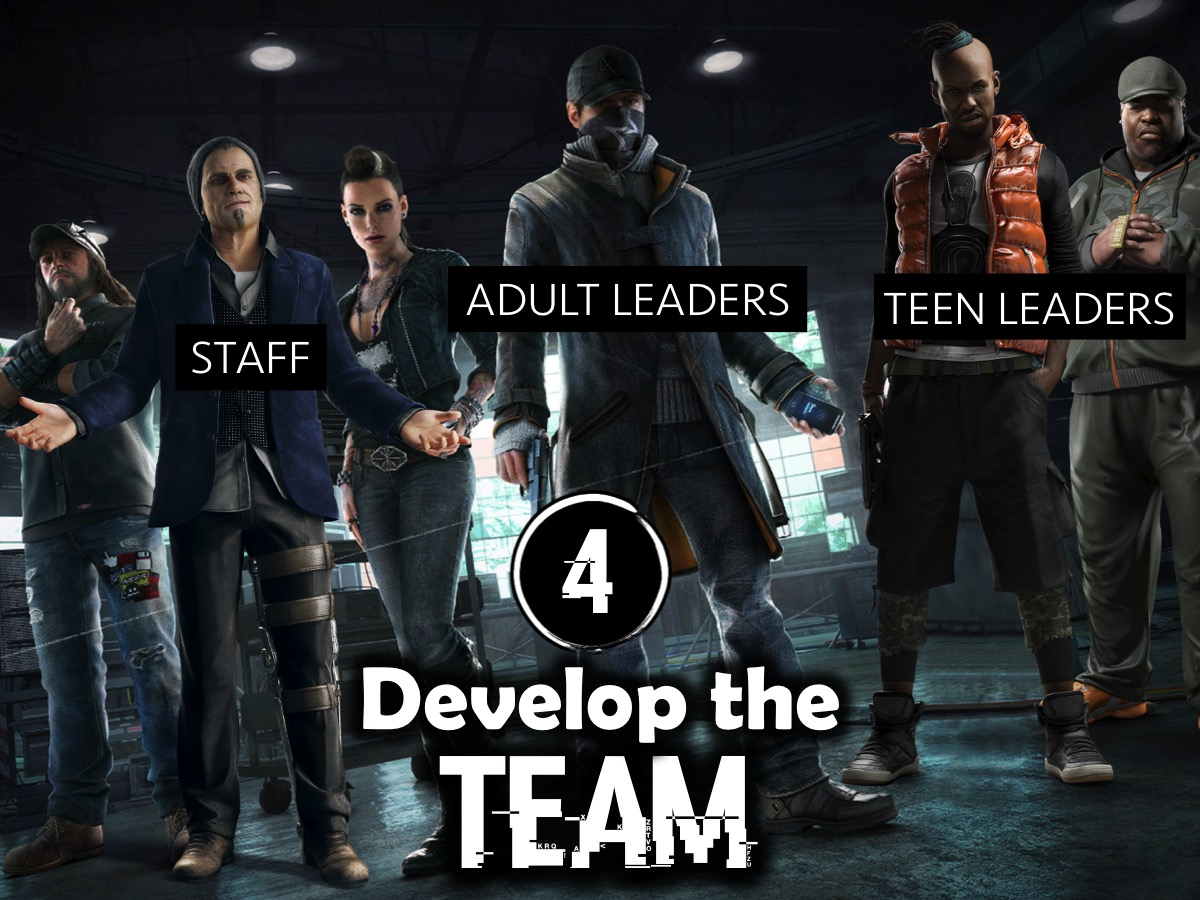 ADULT LEADERS
TEEN LEADERS
STAFF
4
Develop the
TEAM